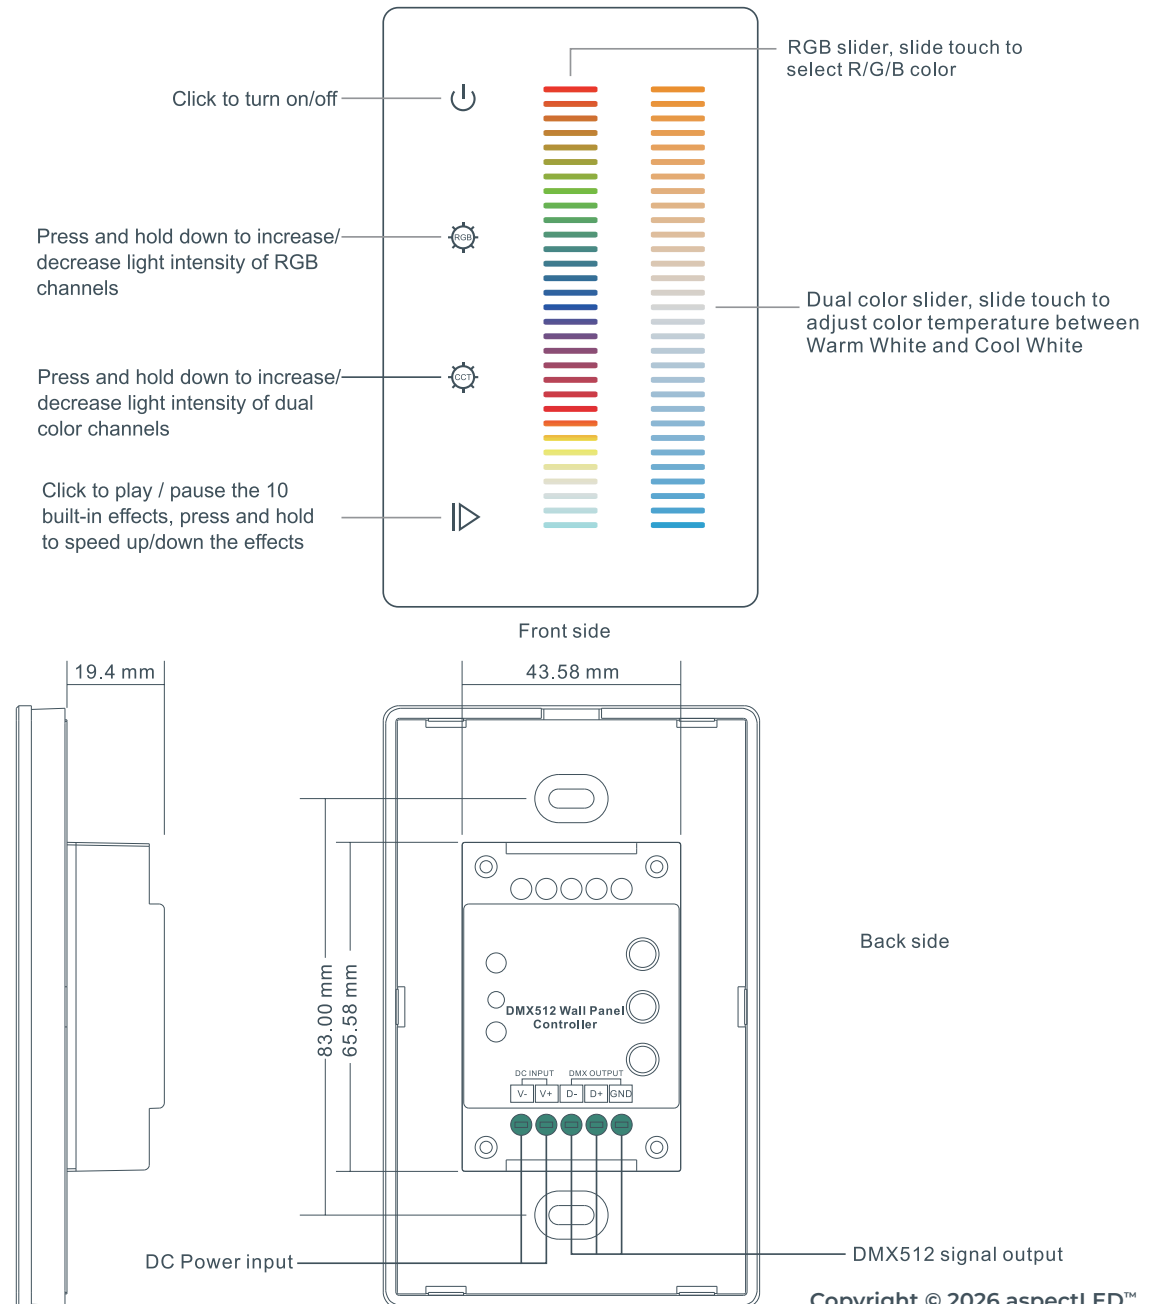 RGB slider, slide touch to
select R/G/B color
Click to turn on/off
Press and hold down to increase/
decrease light intensity of RGB
channels
RGB
Dual color slider, slide touch to
adjust color temperature between
Warm White and Cool White
Press and hold down to increase/
decrease light intensity of dual
color channels
CCT
Click to play / pause the 10
built-in effects, press and hold
to speed up/down the effects
Front side
19.4 mm
43.58 mm
83.00 mm
65.58 mm
Back side
DMX512 Wall Panel
Controller
DC INPUT DMX OUTPUT
V- V+ D- D+ GND
DC Power input
DMX512 signal output
Copyright © 2026 aspectLED™